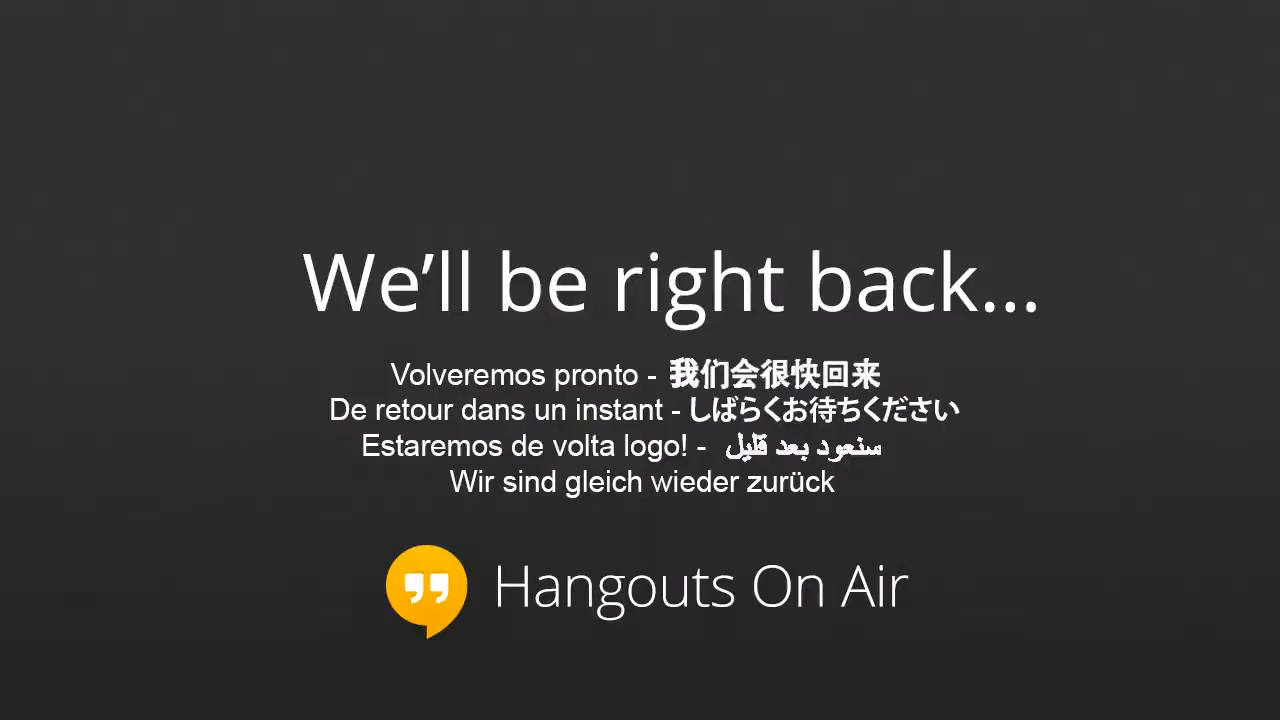 We’ll be right back...
Volveremos pronto - 我们会很快回来
De retour dans un instant - しばらくお待ちください
Estaremos de volta logo! - سنعود بعد قليل
Wir sind gleich wieder zurück
Hangouts On Air